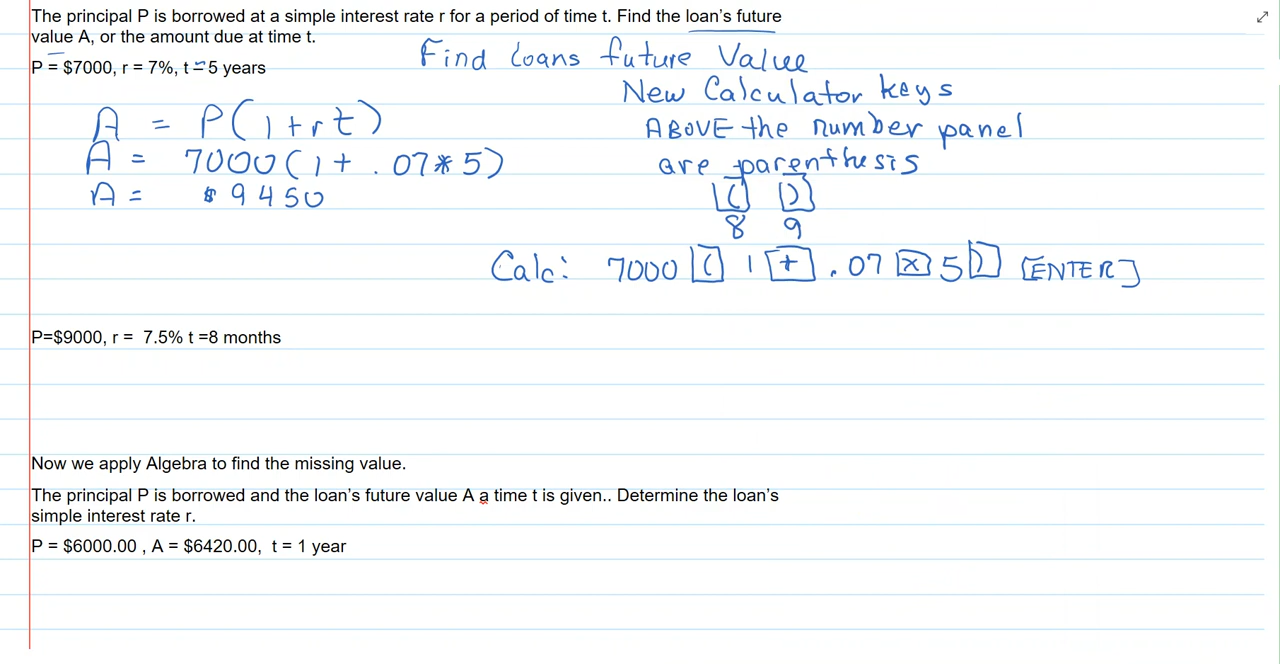 The principal P is borrowed at a simple interest rate r for a period of time t. Find the loan's future
value A, or the amount due at time t.
Find loans future Value
P = $7000, r = 7%, t = 5 years
New Calculator keys
A = P(1+rt)
ABOVE the number panel
A = 7000(1+ .07*5)
are parenthesis
A = $9450
[(] [)]
8 9
Calc: 7000 [(] 1 [+] .07 [x] 5 [)] [ENTER]
P=$9000, r = 7.5% t =8 months
Now we apply Algebra to find the missing value.
The principal P is borrowed and the loan's future value A a time t is given.. Determine the loan's
simple interest rate r.
P = $6000.00 , A = $6420.00, t = 1 year